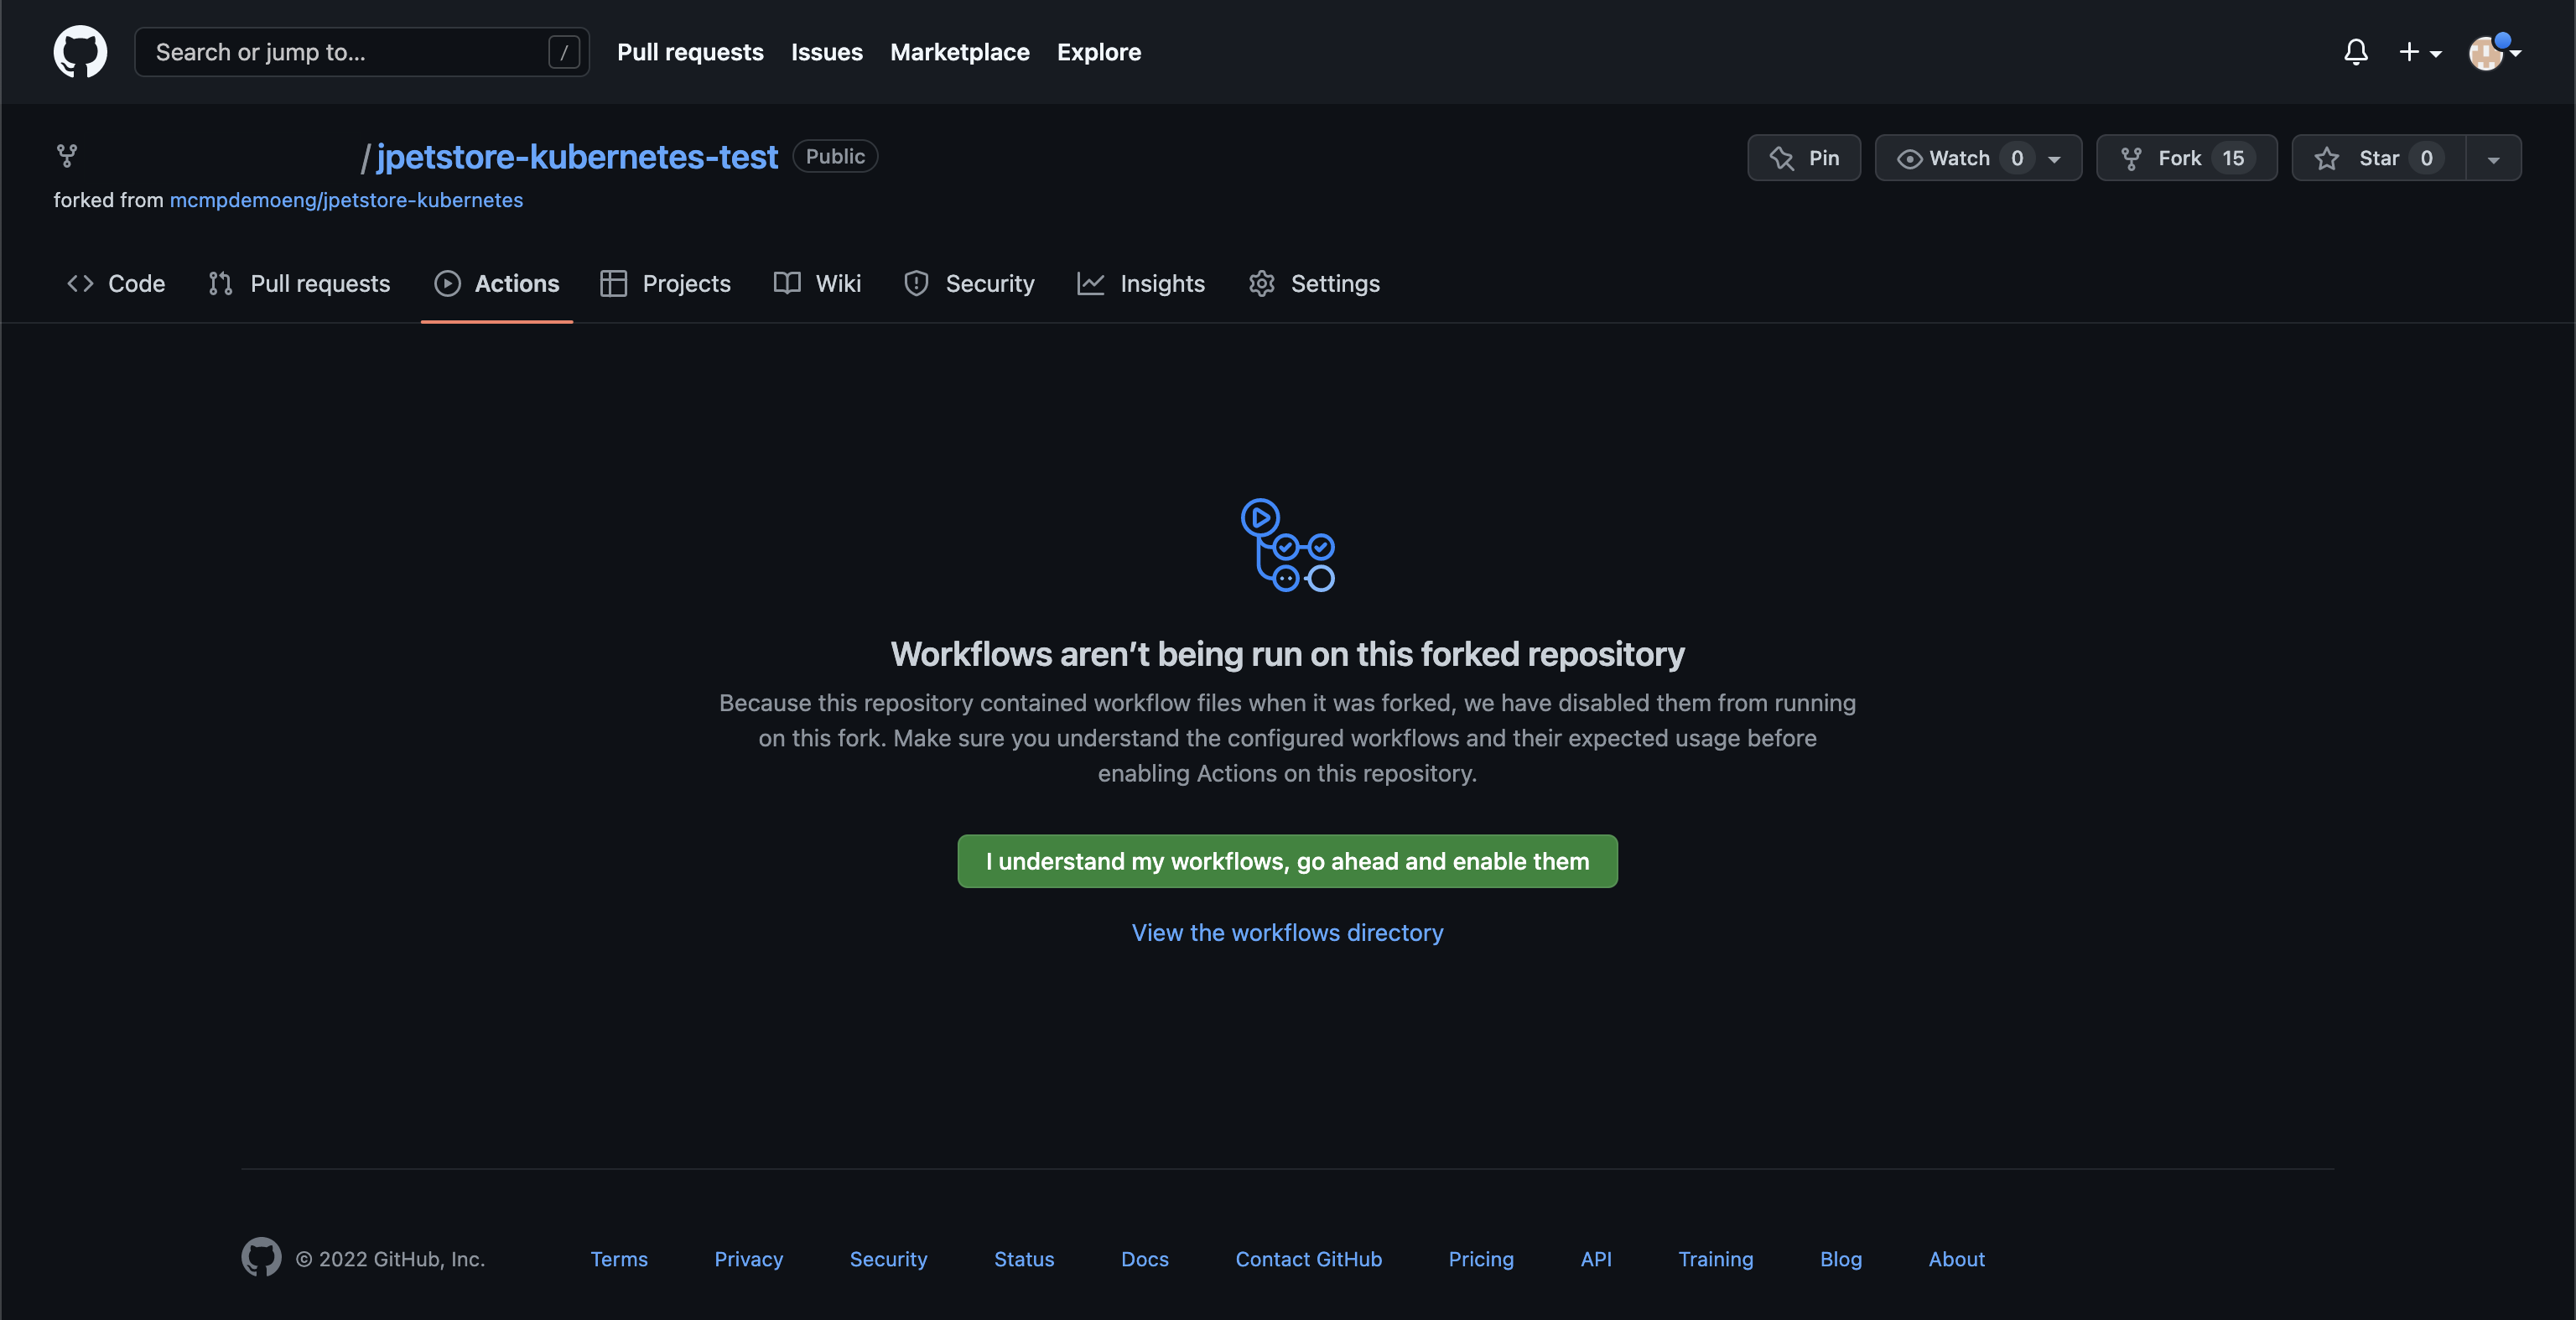 Search or jump to... / Pull requests Issues Marketplace Explore
/ jpetstore-kubernetes-test Public Pin Watch 0 Fork 15 Star 0
forked from mcmpdemoeng/jpetstore-kubernetes
Code Pull requests Actions Projects Wiki Security Insights Settings
Workflows aren’t being run on this forked repository
Because this repository contained workflow files when it was forked, we have disabled them from running
on this fork. Make sure you understand the configured workflows and their expected usage before
enabling Actions on this repository.
I understand my workflows, go ahead and enable them
View the workflows directory
© 2022 GitHub, Inc. Terms Privacy Security Status Docs Contact GitHub Pricing API Training Blog About